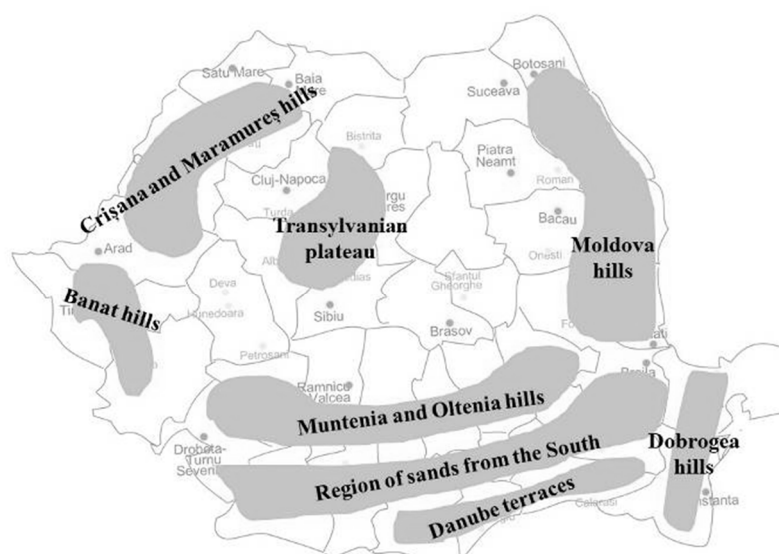 Botosani
Satu Mare
Baia
Suceava
Crișana and Maramureș hills
Bistrita
Piatra
Neamt
Cluj-Napoca
Roman
Turda
Transylvanian
plateau
Bacau
Moldova
hills
Arad
Onesti
Deva
Sfantul
Gheorghe
Banat hills
Hunedoara
Sibiu
Brasov
Petrosani
Ramnicu
Valcea
Muntenia and Oltenia hills
Drobeta-
Turnu
Severin
Region of sands from the South
Dobrogea
hills
Danube terraces
Calarasi